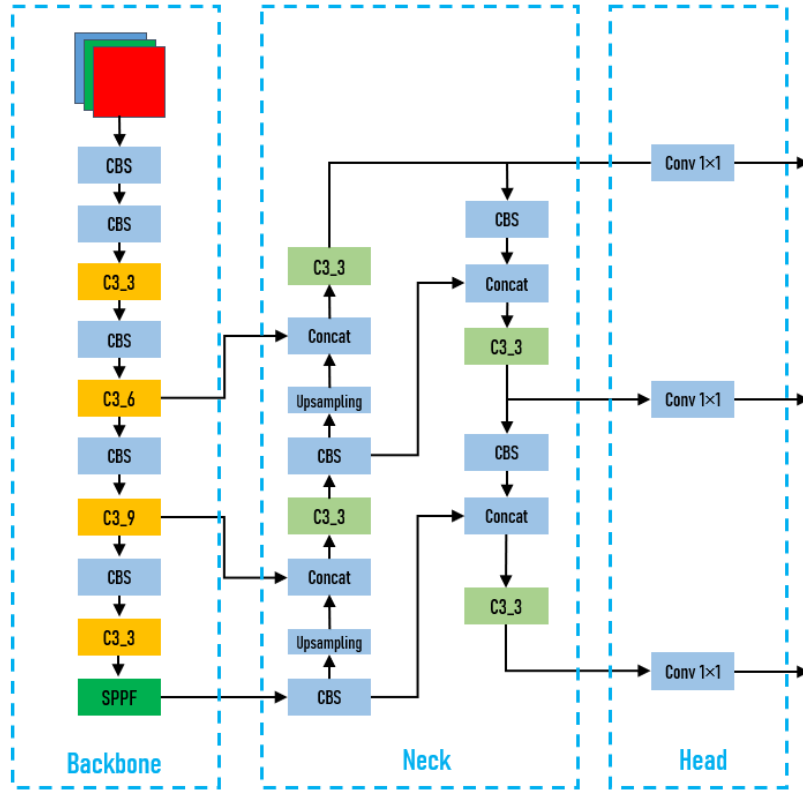 CBS
CBS
C3_3
CBS
C3_6
CBS
C3_9
CBS
C3_3
SPPF
Backbone
C3_3
Concat
Upsampling
CBS
C3_3
Concat
Upsampling
CBS
CBS
Concat
C3_3
CBS
Concat
C3_3
Neck
Conv 1×1
Conv 1×1
Conv 1×1
Head